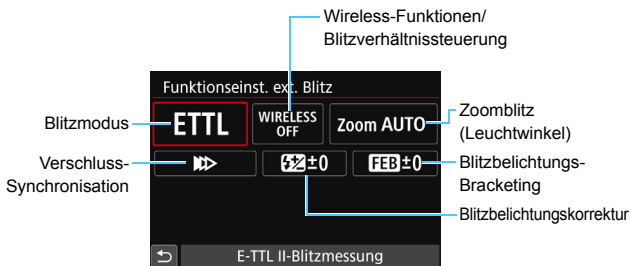 Wireless-Funktionen/
Blitzverhältnissteuerung
Funktionseinst. ext. Blitz
Blitzmodus
ETTL
WIRELESS
OFF
Zoom AUTO
Zoomblitz
(Leuchtwinkel)
Verschluss-
Synchronisation
±0
FEB±0
Blitzbelichtungs-
Bracketing
Blitzbelichtungskorrektur
E-TTL II-Blitzmessung